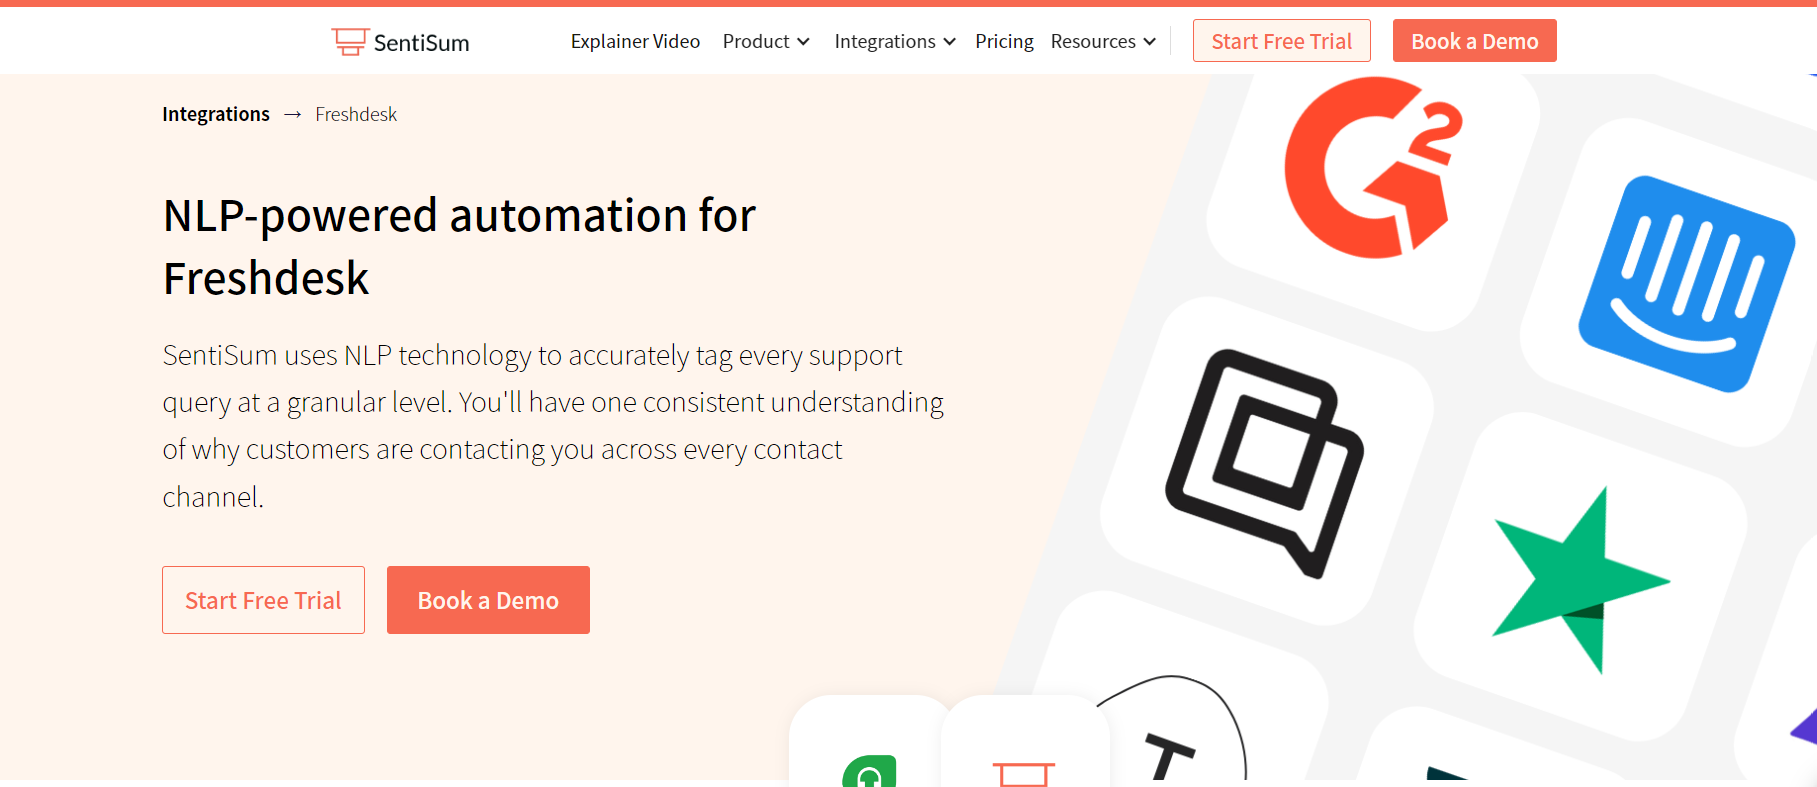 SentiSum
Explainer Video
Product
Integrations
Pricing
Resources
Start Free Trial
Book a Demo
Integrations → Freshdesk
NLP-powered automation for
Freshdesk
SentiSum uses NLP technology to accurately tag every support
query at a granular level. You'll have one consistent understanding
of why customers are contacting you across every contact
channel.
Start Free Trial
Book a Demo
G2
T